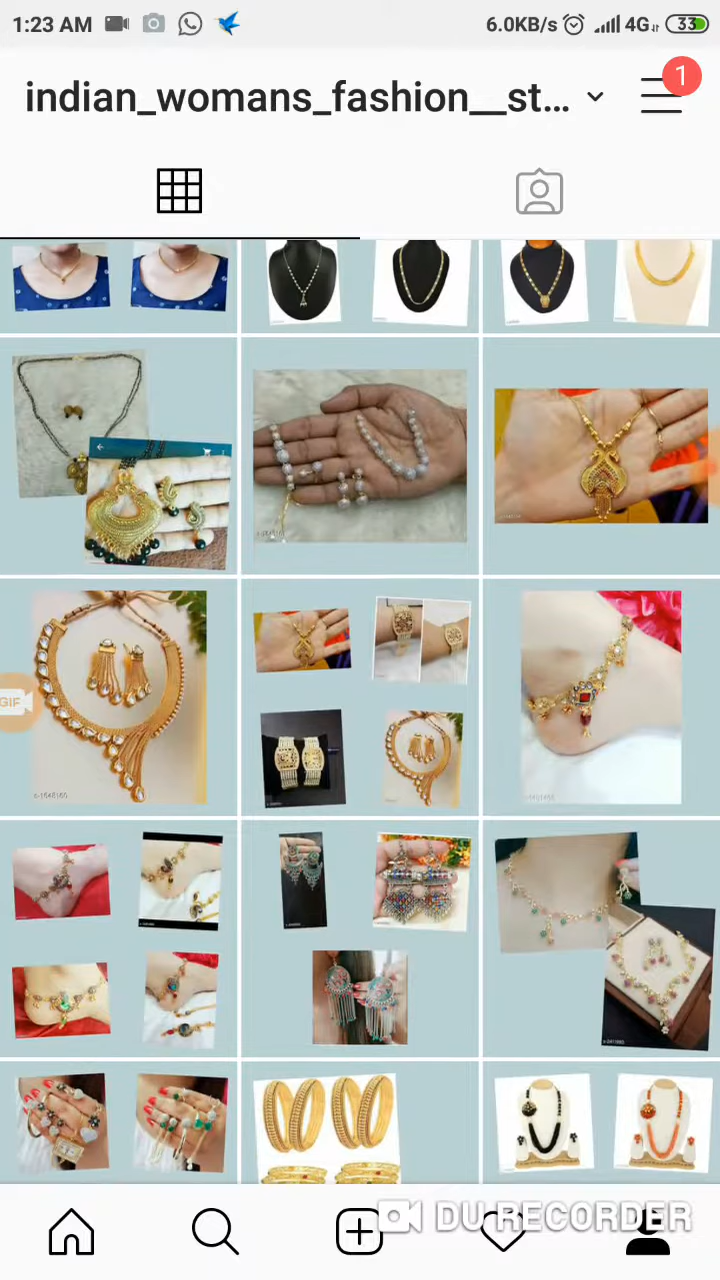 1:23 AM
6.0KB/s
4G
33
indian_womans_fashion__st...
1
GIF
DU RECORDER